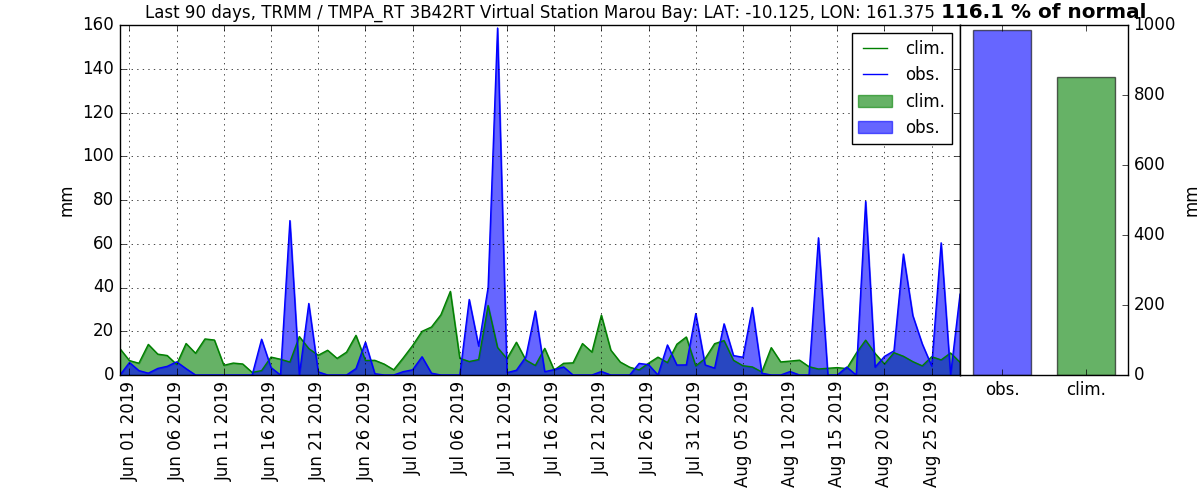 Last 90 days, TRMM / TMPA_RT 3B42RT Virtual Station Marou Bay: LAT: -10.125, LON: 161.375 116.1 % of normal
160
140
120
100
80
60
40
20
0
mm
clim.
obs.
clim.
obs.
1000
800
600
400
200
0
mm
Jun 01 2019
Jun 06 2019
Jun 11 2019
Jun 16 2019
Jun 21 2019
Jun 26 2019
Jul 01 2019
Jul 06 2019
Jul 11 2019
Jul 16 2019
Jul 21 2019
Jul 26 2019
Jul 31 2019
Aug 05 2019
Aug 10 2019
Aug 15 2019
Aug 20 2019
Aug 25 2019
obs.
clim.